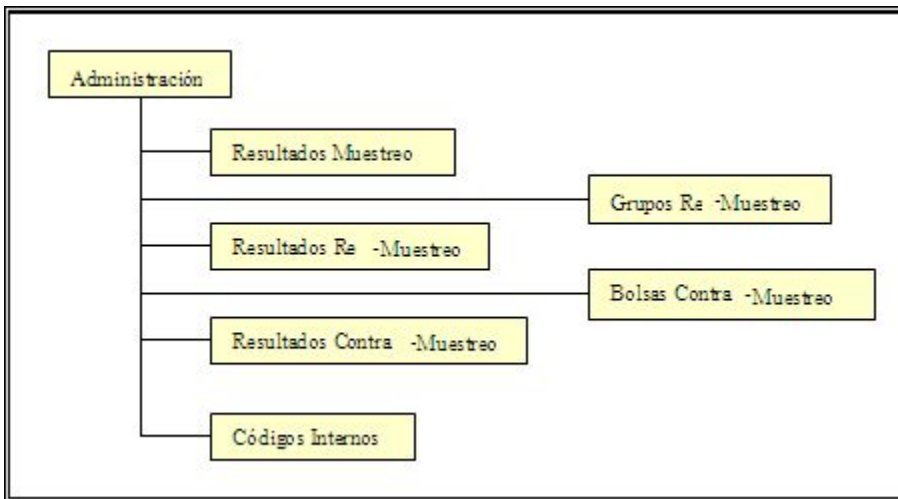 Administración
Resultados Muestreo
Grupos Re -Muestreo
Resultados Re -Muestreo
Bolsas Contra -Muestreo
Resultados Contra -Muestreo
Códigos Internos